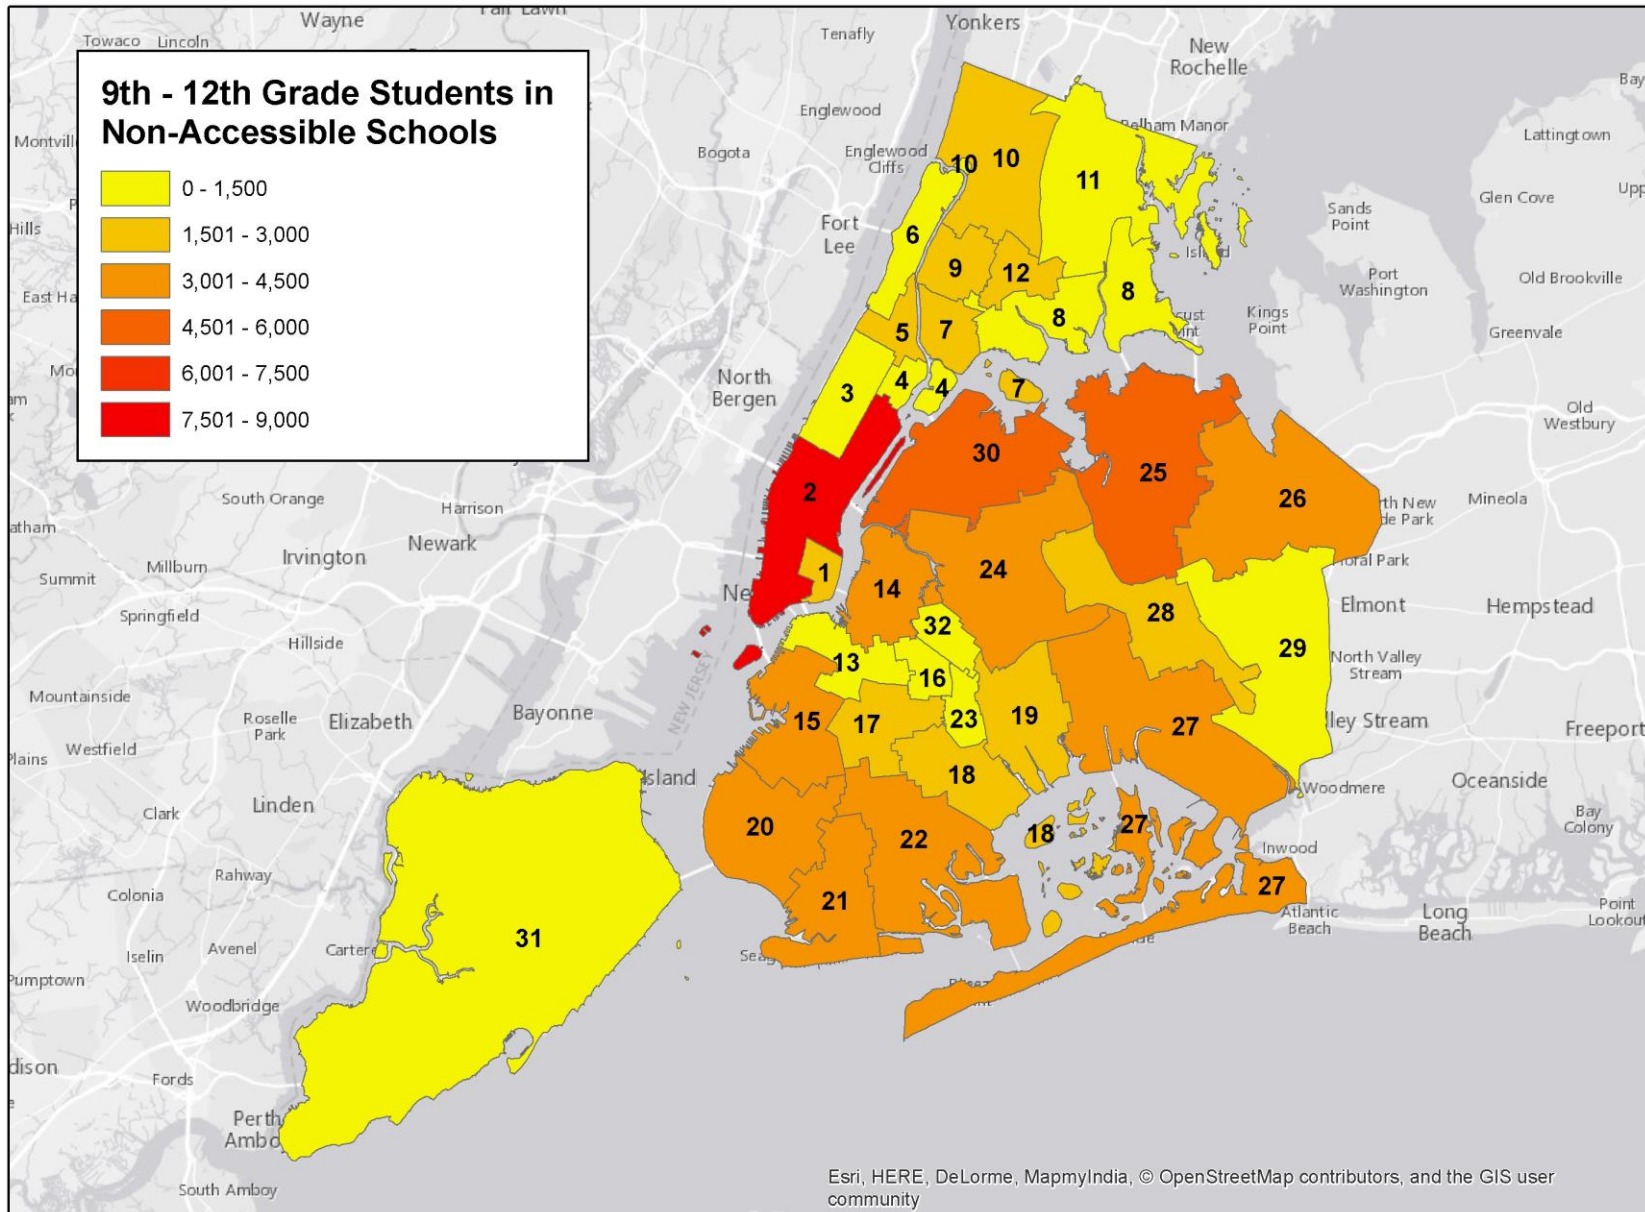 9th - 12th Grade Students in
Non-Accessible Schools
0 - 1,500
1,501 - 3,000
3,001 - 4,500
4,501 - 6,000
6,001 - 7,500
7,501 - 9,000
Wayne
Yonkers
Towaco
Lincoln
Tenafly
New
Rochelle
Englewood
Lattingtown
Bogota
Englewood
Cliffs
10
10
11
Glen Cove
Sands
Point
Fort
Lee
6
9
12
8
8
Port
Washington
Old Brookville
Kings
Point
Greenvale
5
7
North
Bergen
3
4
4
7
Old
Westbury
30
2
25
26
Mineola
South Orange
Harrison
Newark
Irvington
Summit
Millburn
Springfield
Hillside
1
14
24
28
Elmont
Hempstead
32
13
16
29
North Valley
Stream
Mountainside
Roselle
Park
Elizabeth
Bayonne
NEW JERSEY
15
17
23
19
27
Freeport
Westfield
Island
18
Woodmere
Oceanside
Linden
Clark
20
22
18
27
Bay
Colony
Inwood
Rahway
Colonia
21
27
Atlantic
Beach
Long
Beach
Point
Lookout
31
Avenel
Iselin
Woodbridge
Fords
Perth
South Amboy
Esri, HERE, DeLorme, MapmyIndia, © OpenStreetMap contributors, and the GIS user
community